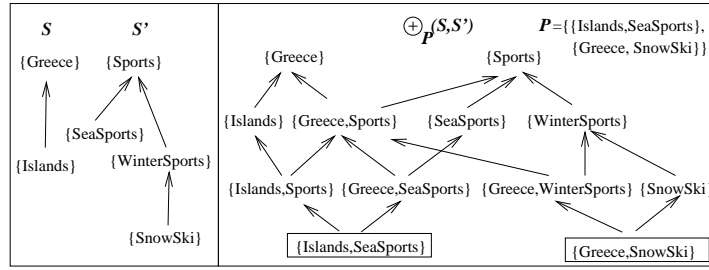 S S'
{Greece} {Sports}
{SeaSports}
{Islands} {WinterSports}
{SnowSki}
⊕P(S,S') P={{Islands,SeaSports},
{Greece, SnowSki}}
{Greece} {Sports}
{Islands} {Greece,Sports} {SeaSports} {WinterSports}
{Islands,Sports} {Greece,SeaSports} {Greece,WinterSports} {SnowSki}
{Islands,SeaSports} {Greece,SnowSki}